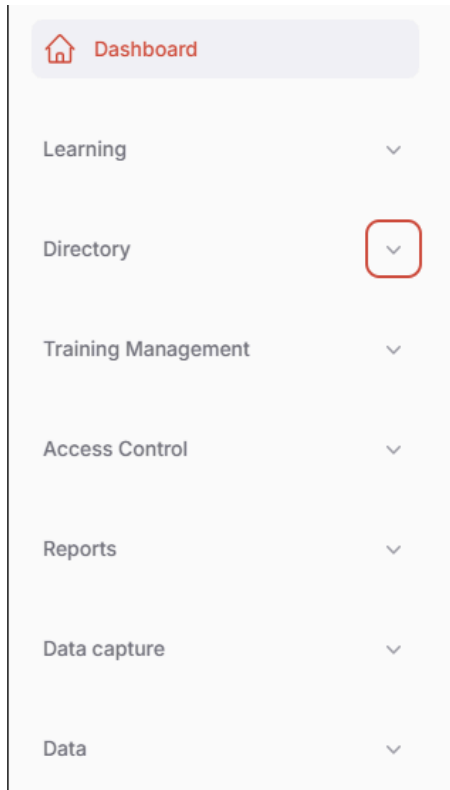 Dashboard
Learning
Directory
Training Management
Access Control
Reports
Data capture
Data